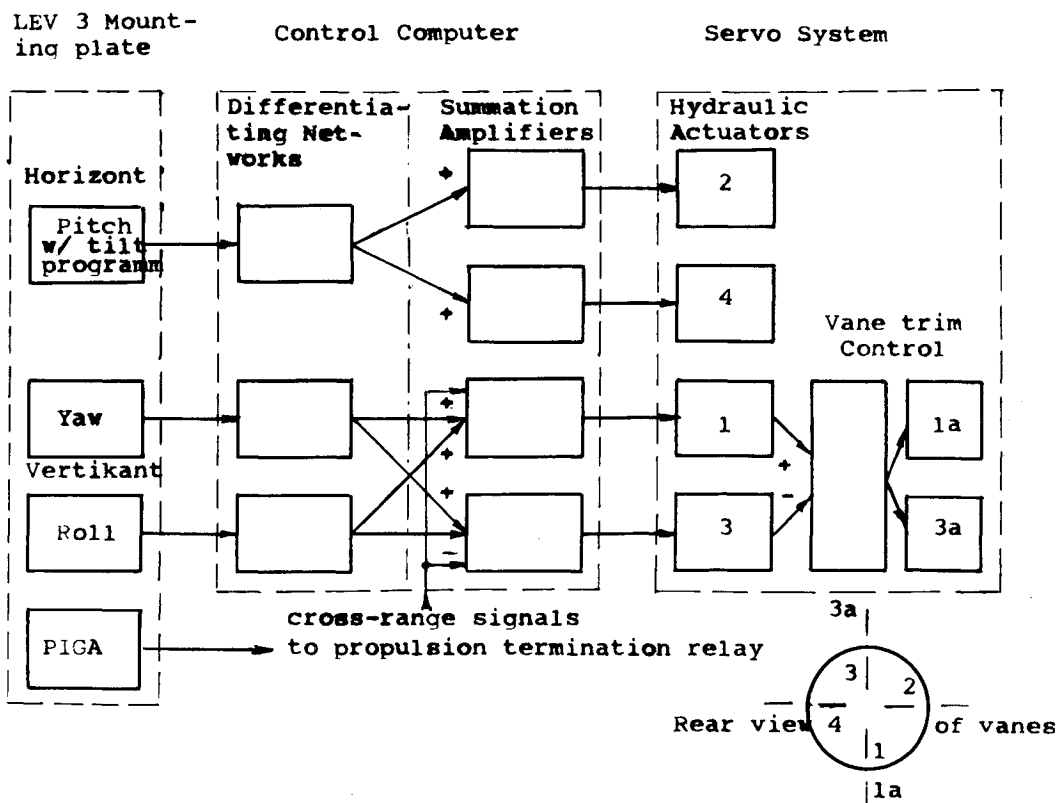 LEV 3 Mount-
ing plate
Control Computer
Servo System
Differentia-
ting Net-
works
Summation
Amplifiers
Hydraulic
Actuators
Horizont
Pitch
w/ tilt
programm
+
+
2
4
Vane trim
Control
Yaw
Vertikant
Roll
+
+
+
-
1
3
+
-
1a
3a
cross-range signals
PIGA
to propulsion termination relay
3a
3
2
Rear view 4 of vanes
1
1a